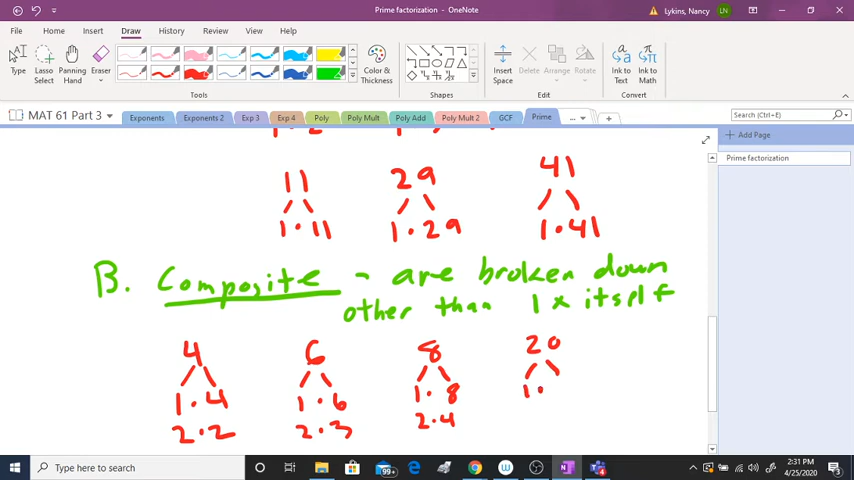 Prime factorization - OneNote
Lykins, Nancy LN
File Home Insert Draw History Review View Help
Type Lasso Select Panning Hand Eraser Color & Thickness Insert Space Delete Arrange Rotate Ink to Text Ink to Math
Tools Shapes Edit Convert
MAT 61 Part 3 Exponents Exponents 2 Exp 3 Exp 4 Poly Poly Mult Poly Add Poly Mult 2 GCF Prime ... + Search (Ctrl+E)
Add Page
Prime factorization
11 29 41
1·11 1·29 1·41
B. Composite - are broken down
other than 1 x itself
4 6 8 20
1·4 1·6 1·8 1·
2·2 2·3 2·4
Type here to search 99+ 4 2:31 PM
4/25/2020